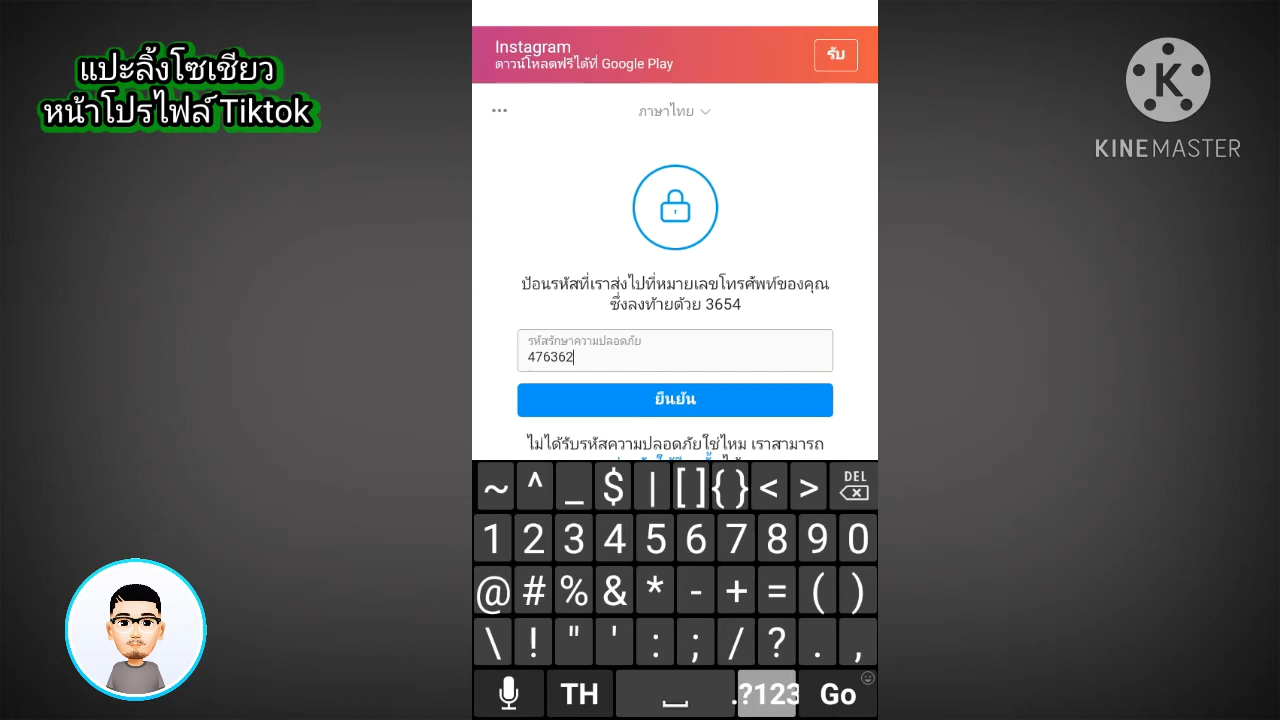 แปะลิ้งโซเชียว
หน้าโปรไฟล์ Tiktok
KINEMASTER
Instagram
ดาวน์โหลดฟรีได้ที่ Google Play
รับ
ภาษาไทย
ป้อนรหัสที่เราส่งไปที่หมายเลขโทรศัพท์ของคุณ
ซึ่งลงท้ายด้วย 3654
รหัสรักษาความปลอดภัย
476362
ยืนยัน
ไม่ได้รับรหัสความปลอดภัยใช่ไหม เราสามารถ
~ ^ _ $ | [ ] { } < > DEL
1 2 3 4 5 6 7 8 9 0
@ # % & * - + = ( )
\ ! " ' : ; / ? . ,
TH .?123 Go